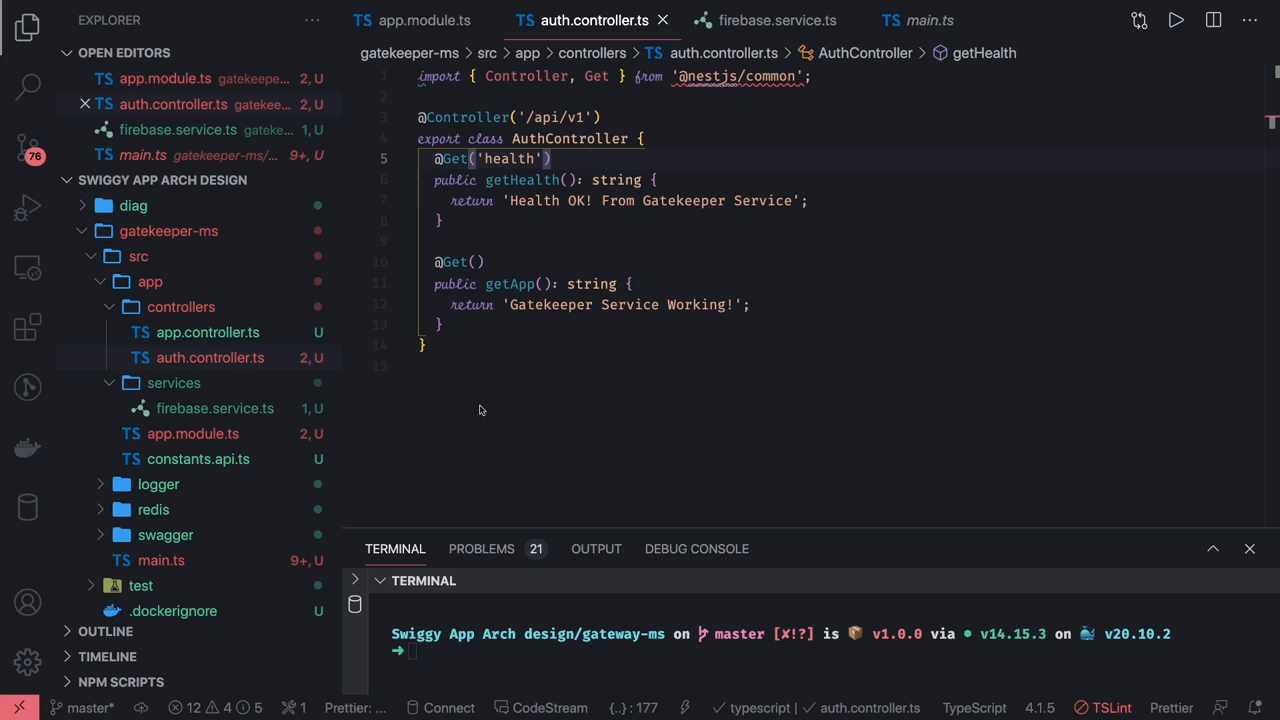 EXPLORER
app.module.ts
auth.controller.ts
firebase.service.ts
main.ts
OPEN EDITORS
gatekeeper-ms > src > app > controllers > TS auth.controller.ts > AuthController > getHealth
TS app.module.ts gatekeepe... 2, U
TS auth.controller.ts gatekee... 2, U
firebase.service.ts gateke... 1, U
TS main.ts gatekeeper-ms/... 9+, U
76
SWIGGY APP ARCH DESIGN
diag
gatekeeper-ms
src
app
controllers
TS app.controller.ts U
TS auth.controller.ts 2, U
services
firebase.service.ts 1, U
TS app.module.ts 2, U
TS constants.api.ts U
logger
redis
swagger
TS main.ts 9+, U
test
.dockerignore U
OUTLINE
TIMELINE
NPM SCRIPTS
1 import { Controller, Get } from '@nestjs/common';
2
3 @Controller('/api/v1')
4 export class AuthController {
5 @Get('health')
6 public getHealth(): string {
7 return 'Health OK! From Gatekeeper Service';
8 }
9
10 @Get()
11 public getApp(): string {
12 return 'Gatekeeper Service Working!';
13 }
14 }
15
TERMINAL PROBLEMS 21 OUTPUT DEBUG CONSOLE
TERMINAL
Swiggy App Arch design/gateway-ms on master [✘!?] is 📦 v1.0.0 via v14.15.3 on 🐳 v20.10.2
➜
master* 12 4 5 1 Prettier: ... Connect CodeStream {..} : 177 typescript | ✓ auth.controller.ts TypeScript 4.1.5 TSLint Prettier